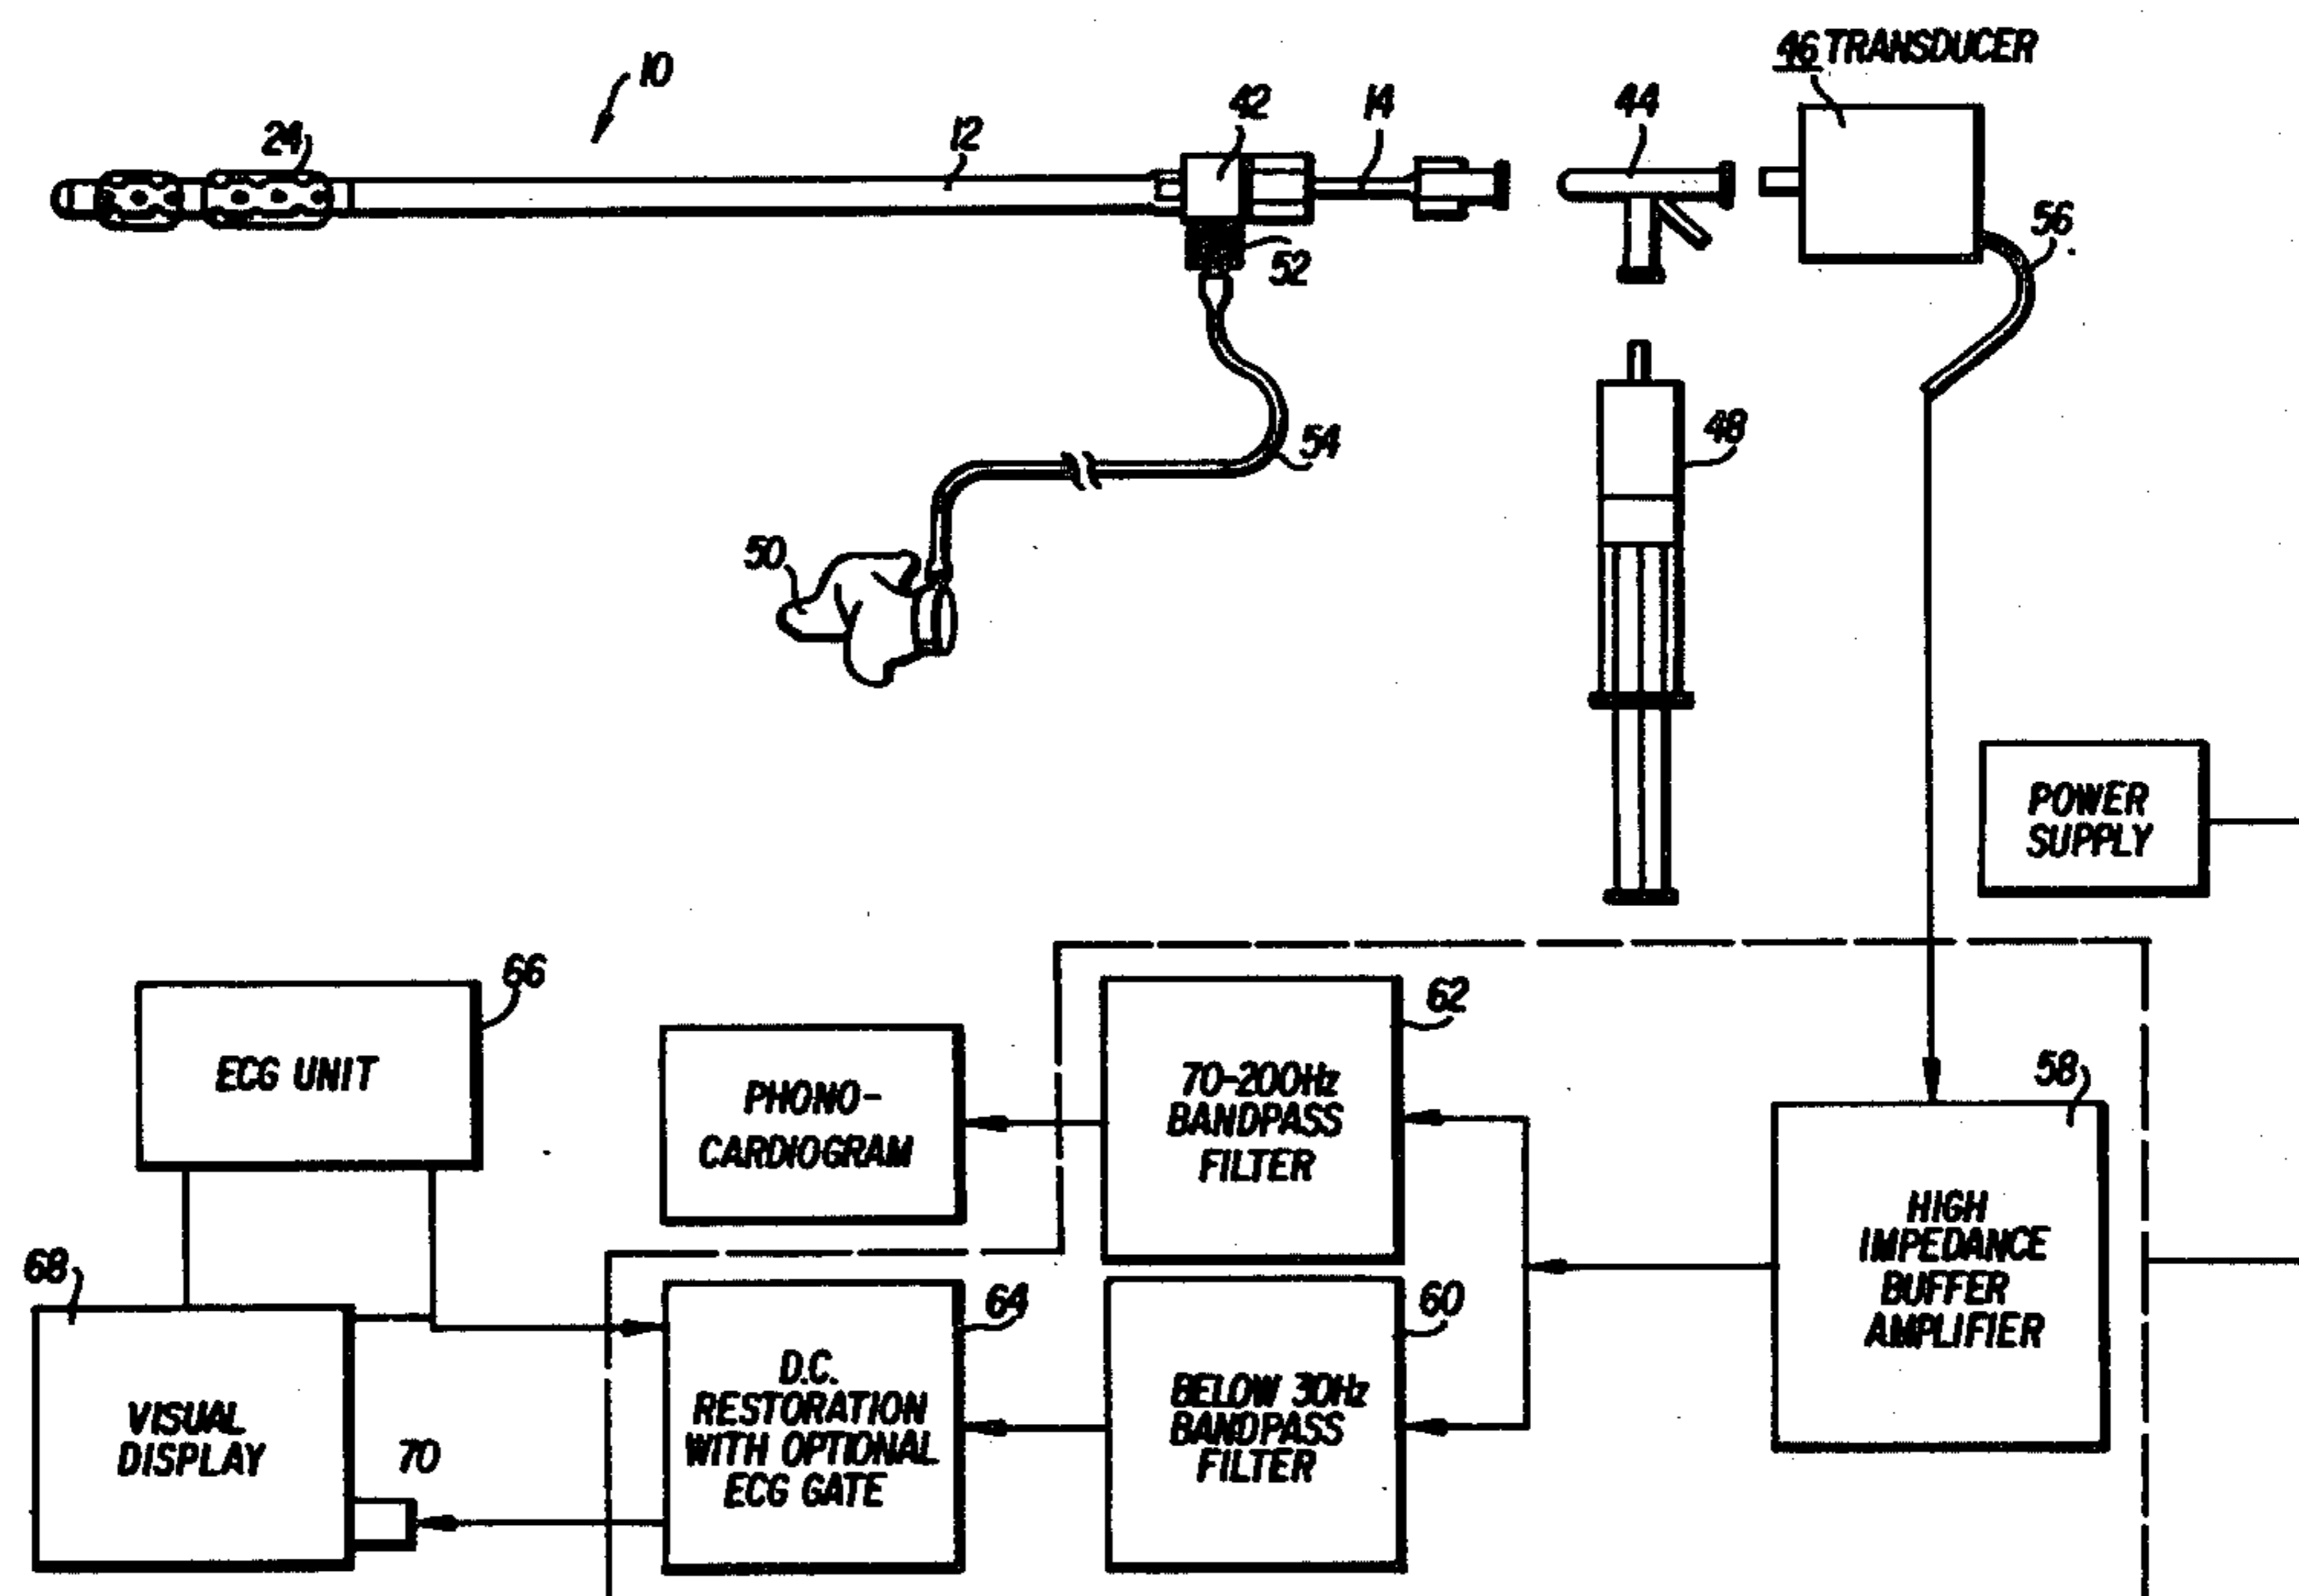 46 TRANSDUCER
10
24
12
42
14
44
52
56
54
48
50
POWER
SUPPLY
66
ECG UNIT
PHONO-
CARDIOGRAM
62
70-200Hz
BANDPASS
FILTER
58
HIGH
IMPEDANCE
BUFFER
AMPLIFIER
68
VISUAL
DISPLAY
70
64
D.C.
RESTORATION
WITH OPTIONAL
ECG GATE
60
BELOW 30Hz
BANDPASS
FILTER